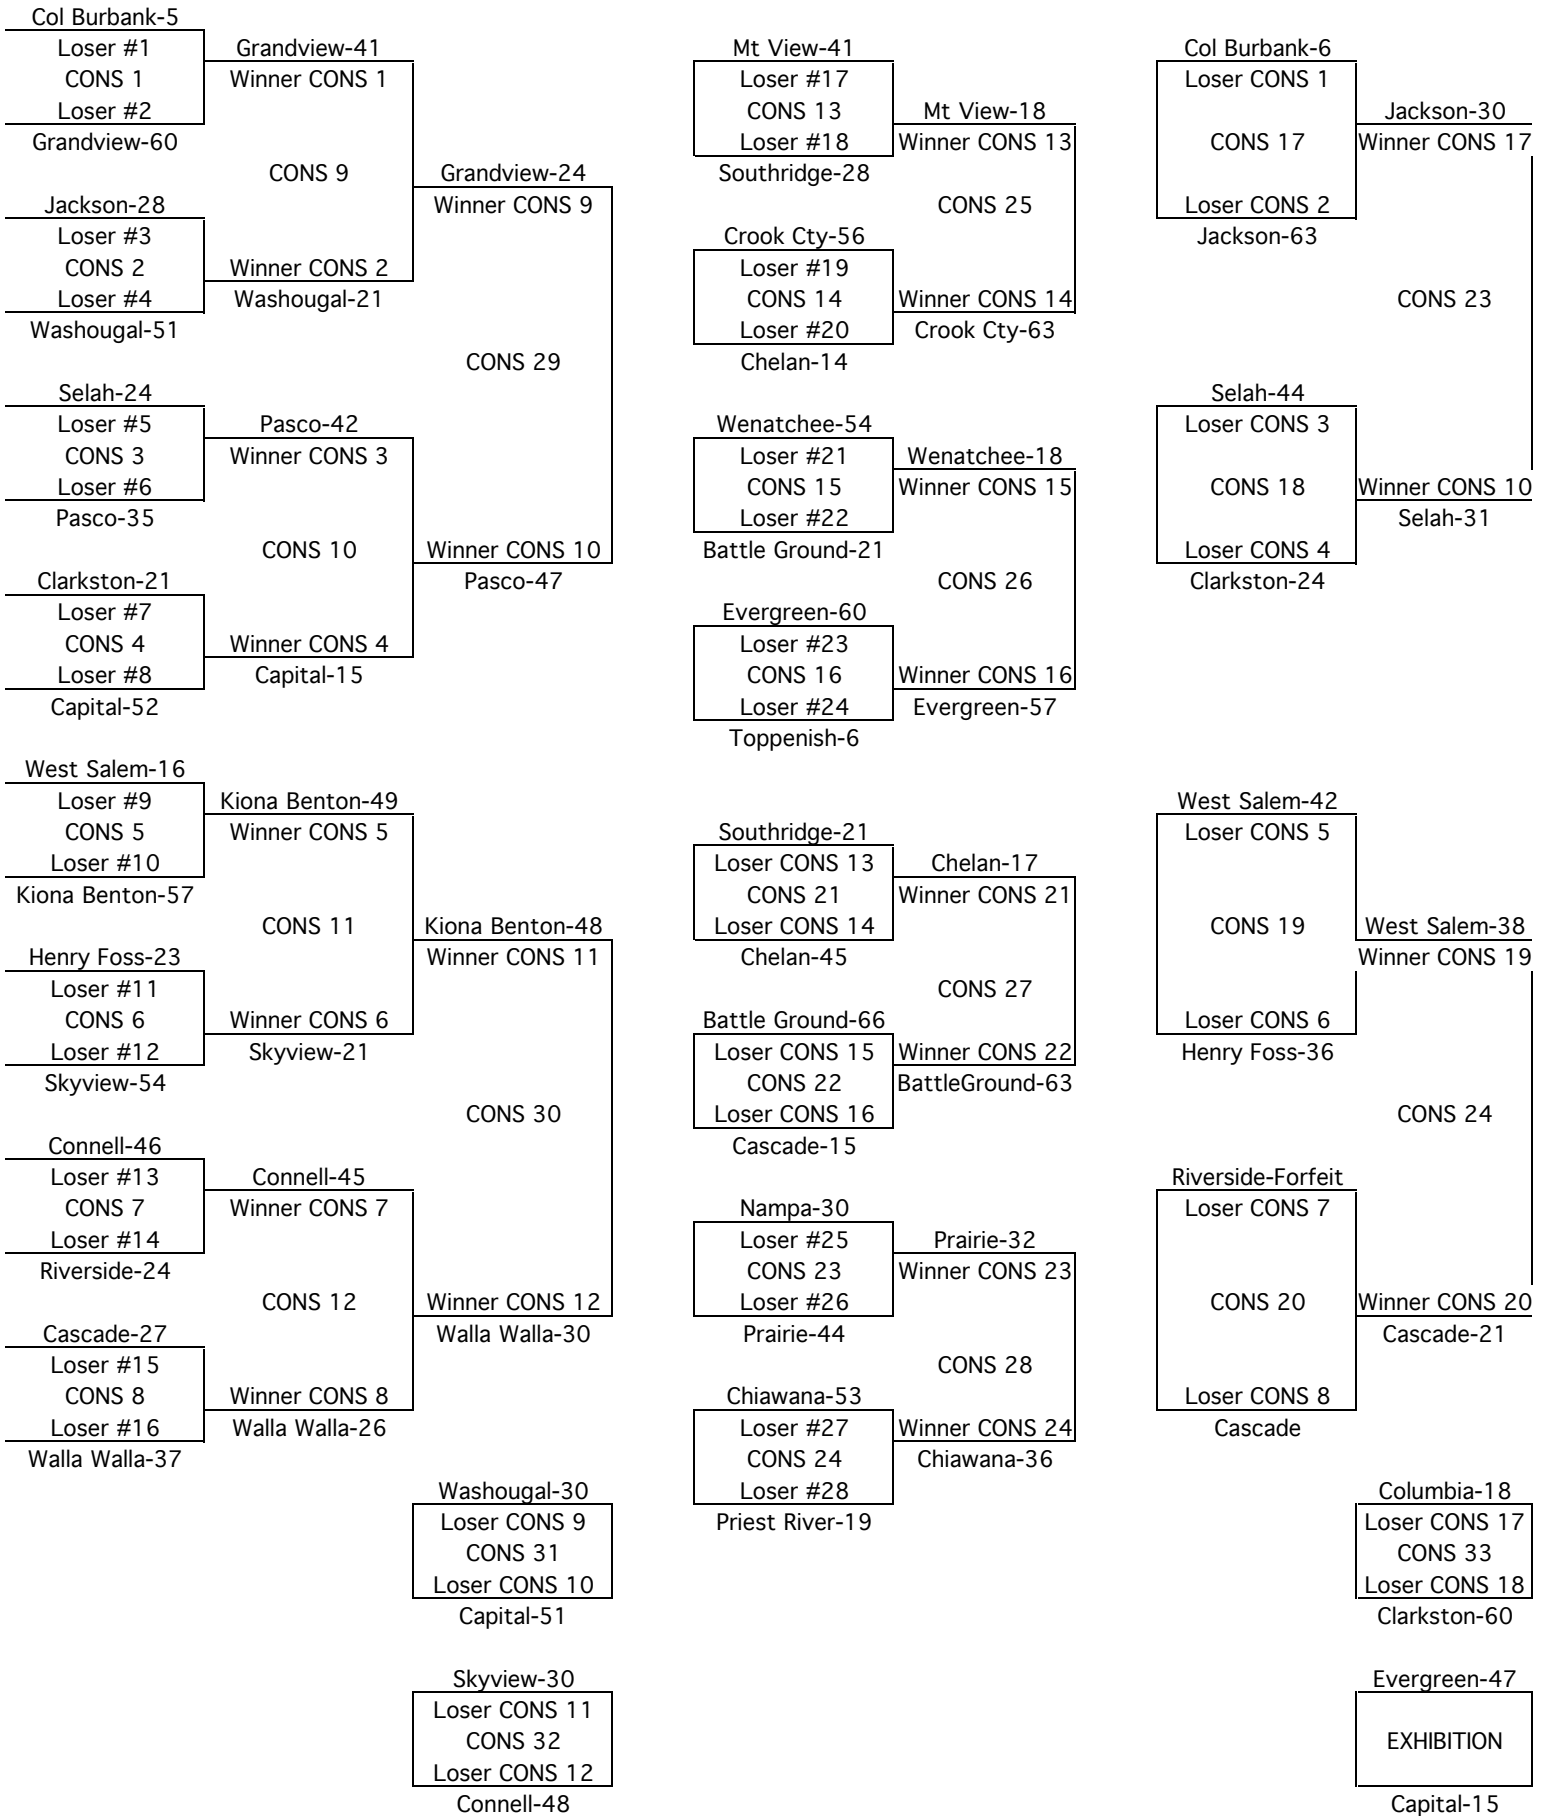 Col Burbank-5
Loser #1
CONS 1
Loser #2
Grandview-60
Jackson-28
Loser #3
CONS 2
Loser #4
Washougal-51
Selah-24
Loser #5
CONS 3
Loser #6
Pasco-35
Clarkston-21
Loser #7
CONS 4
Loser #8
Capital-52
West Salem-16
Loser #9
CONS 5
Loser #10
Kiona Benton-57
Henry Foss-23
Loser #11
CONS 6
Loser #12
Skyview-54
Connell-46
Loser #13
CONS 7
Loser #14
Riverside-24
Cascade-27
Loser #15
CONS 8
Loser #16
Walla Walla-37
Grandview-41
Winner CONS 1
CONS 9
Winner CONS 2
Washougal-21
Pasco-42
Winner CONS 3
CONS 10
Winner CONS 4
Capital-15
Kiona Benton-49
Winner CONS 5
CONS 11
Winner CONS 6
Skyview-21
Connell-45
Winner CONS 7
CONS 12
Winner CONS 8
Walla Walla-26
Grandview-24
Winner CONS 9
CONS 29
Winner CONS 10
Pasco-47
Kiona Benton-48
Winner CONS 11
CONS 30
Winner CONS 12
Walla Walla-30
Washougal-30
Loser CONS 9
CONS 31
Loser CONS 10
Capital-51
Skyview-30
Loser CONS 11
CONS 32
Loser CONS 12
Connell-48
Mt View-41
Loser #17
CONS 13
Loser #18
Southridge-28
Crook Cty-56
Loser #19
CONS 14
Loser #20
Chelan-14
Wenatchee-54
Loser #21
CONS 15
Loser #22
Battle Ground-21
Evergreen-60
Loser #23
CONS 16
Loser #24
Toppenish-6
Southridge-21
Loser CONS 13
CONS 21
Loser CONS 14
Chelan-45
Battle Ground-66
Loser CONS 15
CONS 22
Loser CONS 16
Cascade-15
Nampa-30
Loser #25
CONS 23
Loser #26
Prairie-44
Chiawana-53
Loser #27
CONS 24
Loser #28
Priest River-19
Mt View-18
Winner CONS 13
CONS 25
Winner CONS 14
Crook Cty-63
Wenatchee-18
Winner CONS 15
CONS 26
Winner CONS 16
Evergreen-57
Chelan-17
Winner CONS 21
CONS 27
Winner CONS 22
BattleGround-63
Prairie-32
Winner CONS 23
CONS 28
Winner CONS 24
Chiawana-36
Col Burbank-6
Loser CONS 1
CONS 17
Loser CONS 2
Jackson-63
Selah-44
Loser CONS 3
CONS 18
Loser CONS 4
Clarkston-24
West Salem-42
Loser CONS 5
CONS 19
Loser CONS 6
Henry Foss-36
Riverside-Forfeit
Loser CONS 7
CONS 20
Loser CONS 8
Cascade
Jackson-30
Winner CONS 17
CONS 23
Winner CONS 10
Selah-31
West Salem-38
Winner CONS 19
CONS 24
Winner CONS 20
Cascade-21
Columbia-18
Loser CONS 17
CONS 33
Loser CONS 18
Clarkston-60
Evergreen-47
EXHIBITION
Capital-15